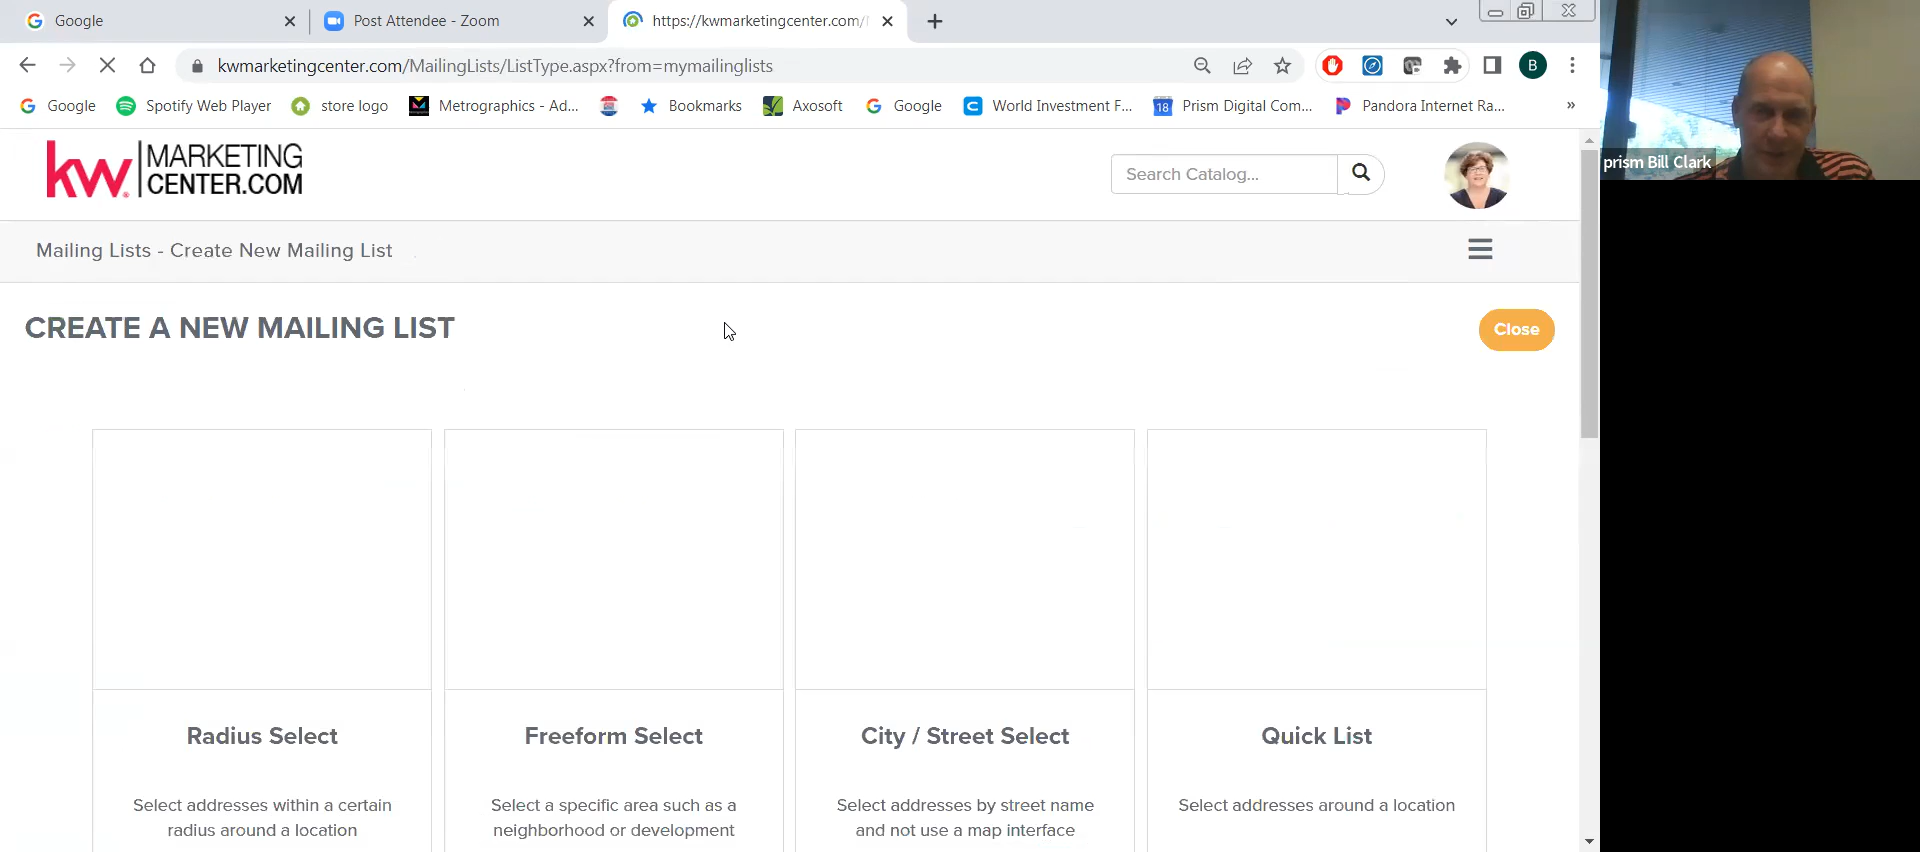 Google
Post Attendee - Zoom
https://kwmarketingcenter.com/
kwmarketingcenter.com/MailingLists/ListType.aspx?from=mymailinglists
B
Google
Spotify Web Player
store logo
Metrographics - Ad...
Bookmarks
Axosoft
Google
World Investment F...
18
Prism Digital Com...
Pandora Internet Ra...
»
kw MARKETING
CENTER.COM
Search Catalog...
prism Bill Clark
Mailing Lists - Create New Mailing List
CREATE A NEW MAILING LIST
Close
Radius Select
Select addresses within a certain
radius around a location
Freeform Select
Select a specific area such as a
neighborhood or development
City / Street Select
Select addresses by street name
and not use a map interface
Quick List
Select addresses around a location